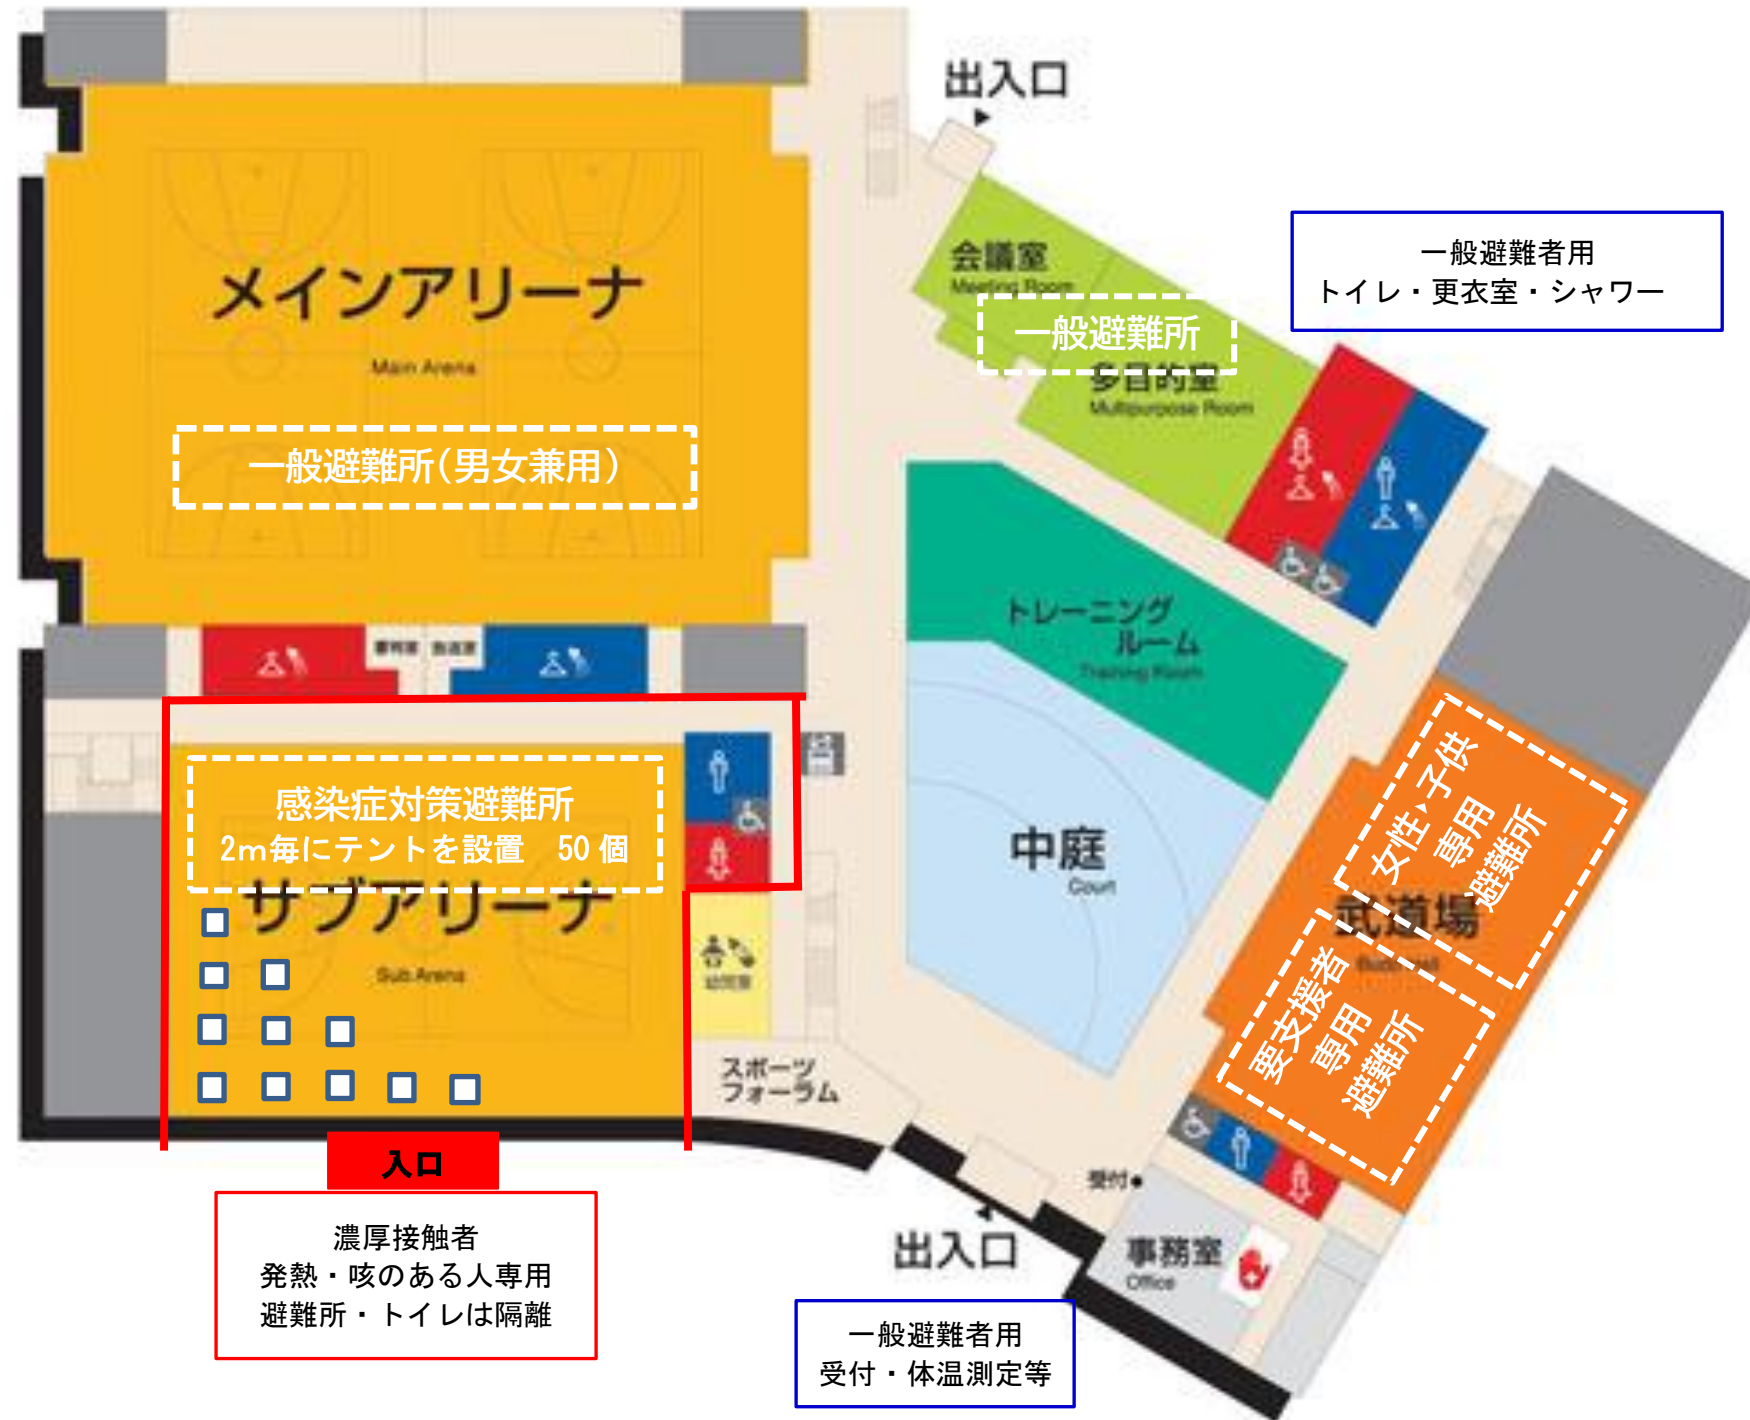 出入口
会議室
Meeting Room
一般避難所
多目的室
Multipurpose Room
一般避難者用
トイレ・更衣室・シャワー
メインアリーナ
Main Arena
一般避難所(男女兼用)
トレーニング
ルーム
Training Room
感染症対策避難所
2m毎にテントを設置 50個
サブアリーナ
Sub Arena
幼児室
スポーツ
フォーラム
中庭
Court
女性、子供
専用
避難所
武道場
要支援者
専用
避難所
入口
濃厚接触者
発熱・咳のある人専用
避難所・トイレは隔離
受付
出入口
事務室
Office
一般避難者用
受付・体温測定等